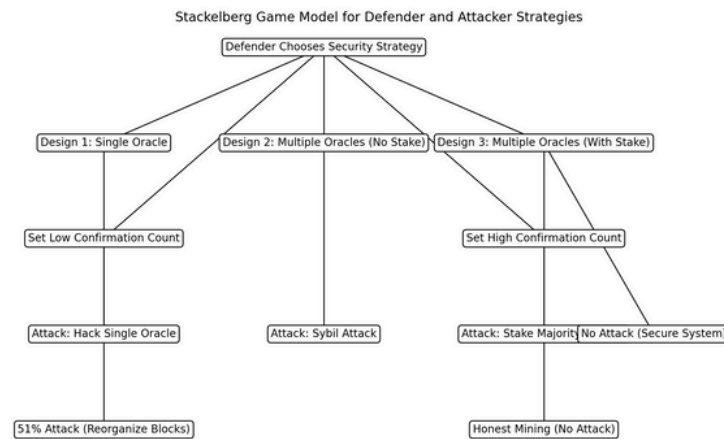 Stackelberg Game Model for Defender and Attacker Strategies
Defender Chooses Security Strategy
Design 1: Single Oracle
Design 2: Multiple Oracles (No Stake)
Design 3: Multiple Oracles (With Stake)
Set Low Confirmation Count
Set High Confirmation Count
Attack: Hack Single Oracle
Attack: Sybil Attack
Attack: Stake Majority
No Attack (Secure System)
51% Attack (Reorganize Blocks)
Honest Mining (No Attack)